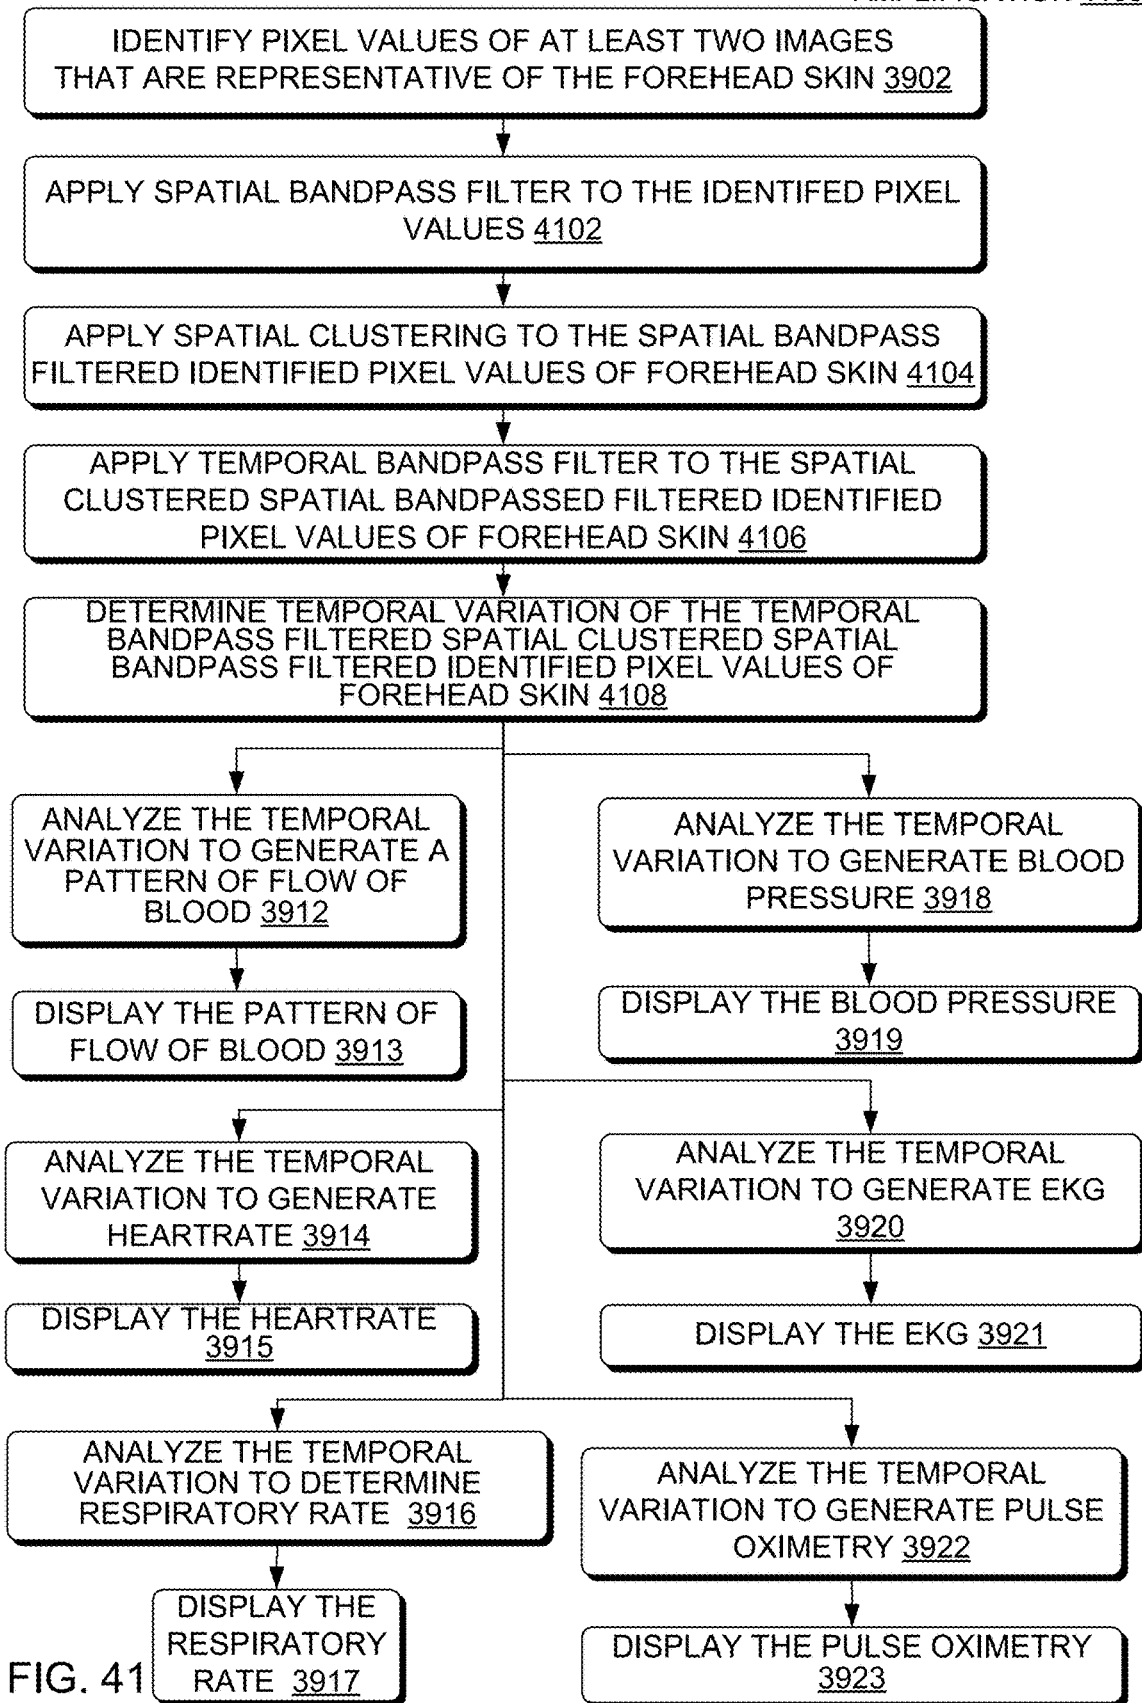 IDENTIFY PIXEL VALUES OF AT LEAST TWO IMAGES
THAT ARE REPRESENTATIVE OF THE FOREHEAD SKIN 3902
APPLY SPATIAL BANDPASS FILTER TO THE IDENTIFED PIXEL
VALUES 4102
APPLY SPATIAL CLUSTERING TO THE SPATIAL BANDPASS
FILTERED IDENTIFIED PIXEL VALUES OF FOREHEAD SKIN 4104
APPLY TEMPORAL BANDPASS FILTER TO THE SPATIAL
CLUSTERED SPATIAL BANDPASSED FILTERED IDENTIFIED
PIXEL VALUES OF FOREHEAD SKIN 4106
DETERMINE TEMPORAL VARIATION OF THE TEMPORAL
BANDPASS FILTERED SPATIAL CLUSTERED SPATIAL
BANDPASS FILTERED IDENTIFIED PIXEL VALUES OF
FOREHEAD SKIN 4108
ANALYZE THE TEMPORAL
VARIATION TO GENERATE A
PATTERN OF FLOW OF
BLOOD 3912
DISPLAY THE PATTERN OF
FLOW OF BLOOD 3913
ANALYZE THE TEMPORAL
VARIATION TO GENERATE BLOOD
PRESSURE 3918
DISPLAY THE BLOOD PRESSURE
3919
ANALYZE THE TEMPORAL
VARIATION TO GENERATE
HEARTRATE 3914
DISPLAY THE HEARTRATE
3915
ANALYZE THE TEMPORAL
VARIATION TO GENERATE EKG
3920
DISPLAY THE EKG 3921
ANALYZE THE TEMPORAL
VARIATION TO DETERMINE
RESPIRATORY RATE 3916
DISPLAY THE
RESPIRATORY
RATE 3917
ANALYZE THE TEMPORAL
VARIATION TO GENERATE PULSE
OXIMETRY 3922
DISPLAY THE PULSE OXIMETRY
3923
FIG. 41